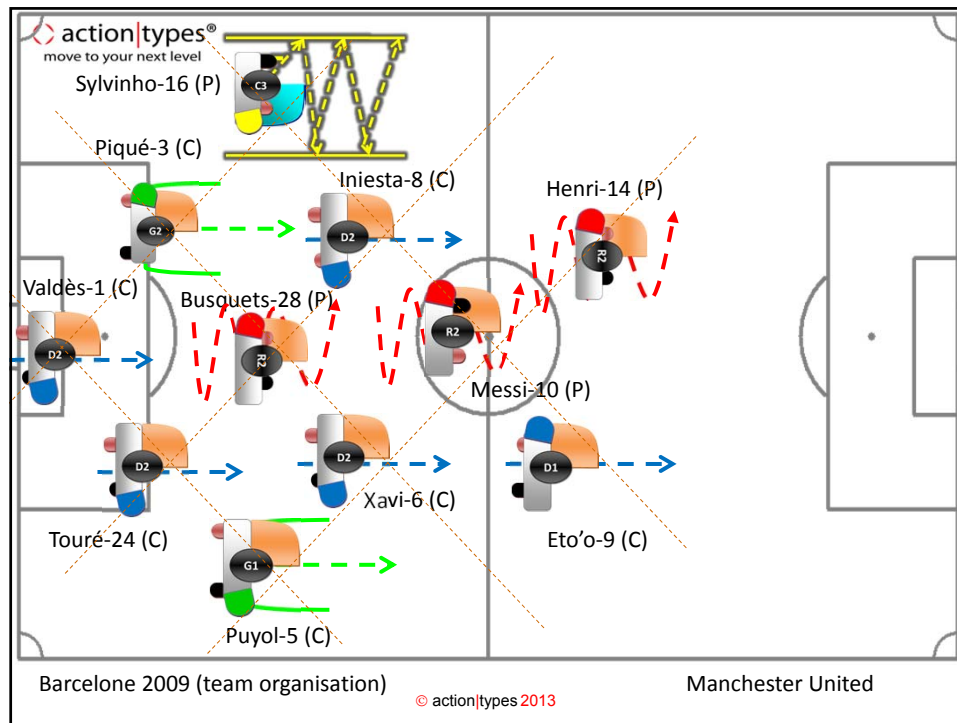 action|types®
move to your next level
Sylvinho-16 (P)
C3
Piqué-3 (C)
Iniesta-8 (C)
Henri-14 (P)
G2
D2
R2
Valdès-1 (C)
Busquets-28 (P)
D2
R2
R2
Messi-10 (P)
D2
D2
D1
Touré-24 (C)
Xavi-6 (C)
Eto’o-9 (C)
G1
Puyol-5 (C)
Barcelone 2009 (team organisation)
Manchester United
© action|types 2013